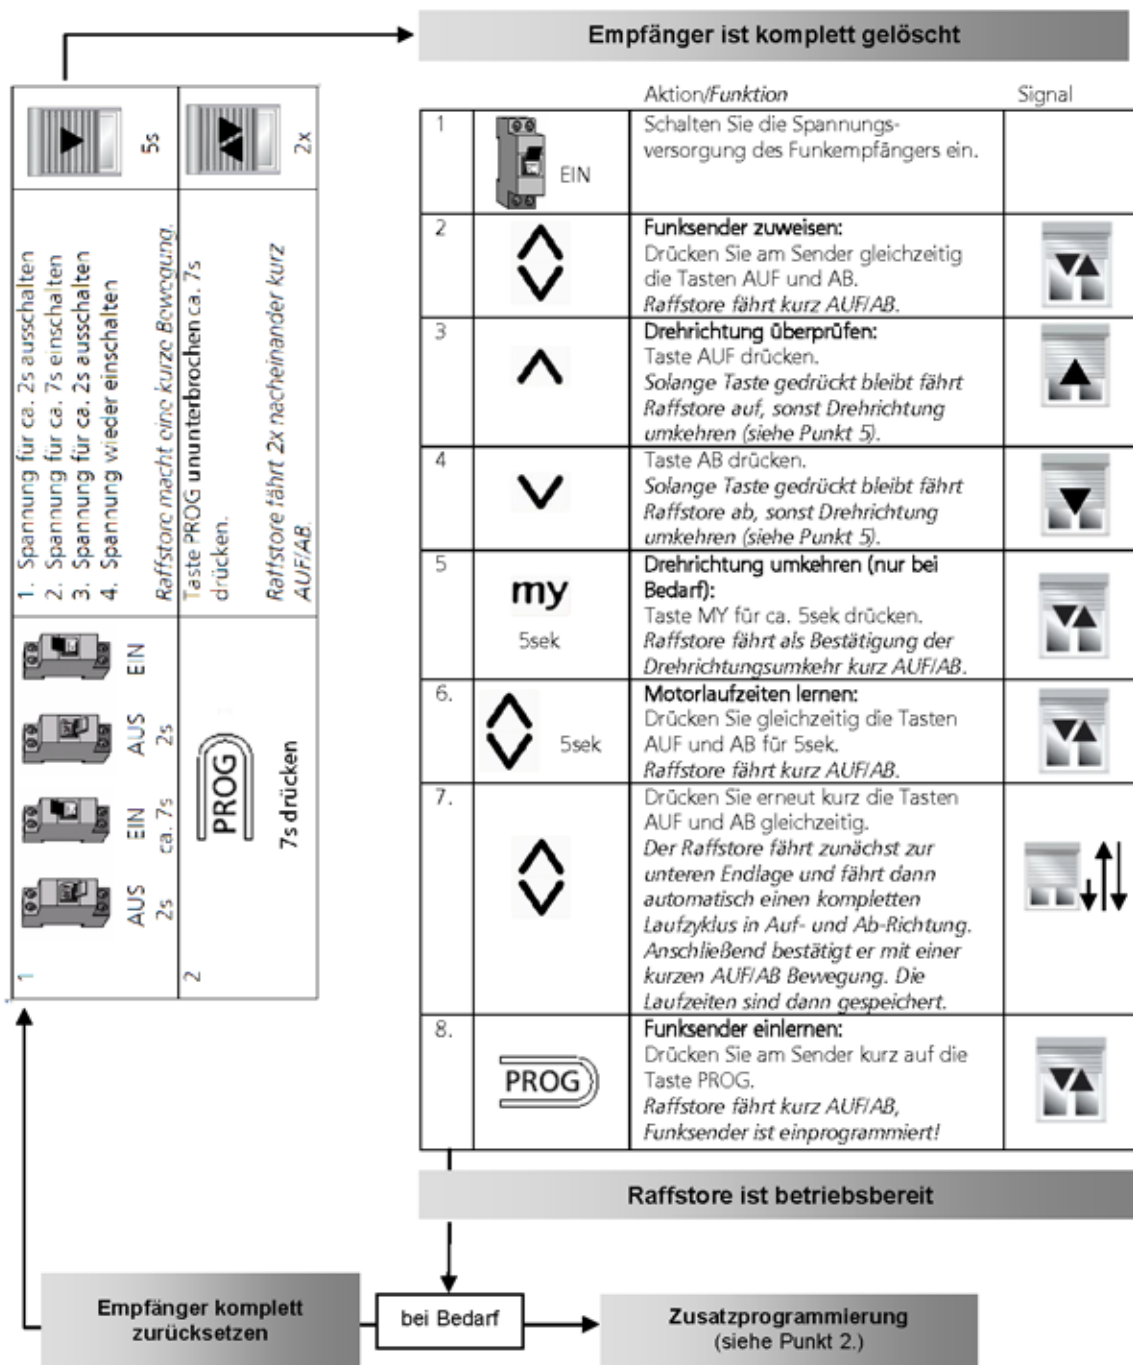 Empfänger ist komplett gelöscht
Aktion/Funktion
Signal
1
EIN
Schalten Sie die Spannungs-
versorgung des Funkempfängers ein.
2
Funksender zuweisen:
Drücken Sie am Sender gleichzeitig
die Tasten AUF und AB.
Raffstore fährt kurz AUF/AB.
3
Drehrichtung überprüfen:
Taste AUF drücken.
Solange Taste gedrückt bleibt fährt
Raffstore auf, sonst Drehrichtung
umkehren (siehe Punkt 5).
4
Taste AB drücken.
Solange Taste gedrückt bleibt fährt
Raffstore ab, sonst Drehrichtung
umkehren (siehe Punkt 5).
5
my
5sek
Drehrichtung umkehren (nur bei
Bedarf):
Taste MY für ca. 5sek drücken.
Raffstore fährt als Bestätigung der
Drehrichtungsumkehr kurz AUF/AB.
6.
5sek
Motorlaufzeiten lernen:
Drücken Sie gleichzeitig die Tasten
AUF und AB für 5sek.
Raffstore fährt kurz AUF/AB.
7.
Drücken Sie erneut kurz die Tasten
AUF und AB gleichzeitig.
Der Raffstore fährt zunächst zur
unteren Endlage und fährt dann
automatisch einen kompletten
Laufzyklus in Auf- und Ab-Richtung.
Anschließend bestätigt er mit einer
kurzen AUF/AB Bewegung. Die
Laufzeiten sind dann gespeichert.
8.
PROG
Funksender einlernen:
Drücken Sie am Sender kurz auf die
Taste PROG.
Raffstore fährt kurz AUF/AB,
Funksender ist einprogrammiert!
Raffstore ist betriebsbereit
1
AUS EIN AUS EIN
2s ca. 7s 2s
1. Spannung für ca. 2s ausschalten
2. Spannung für ca. 7s einschalten
3. Spannung für ca. 2s ausschalten
4. Spannung wieder einschalten
Raffstore macht eine kurze Bewegung.
5s
2
PROG
7s drücken
Taste PROG ununterbrochen ca. 7s
drücken.
Raffstore fährt 2x nacheinander kurz
AUF/AB.
2x
Empfänger komplett
zurücksetzen
bei Bedarf
Zusatzprogrammierung
(siehe Punkt 2.)